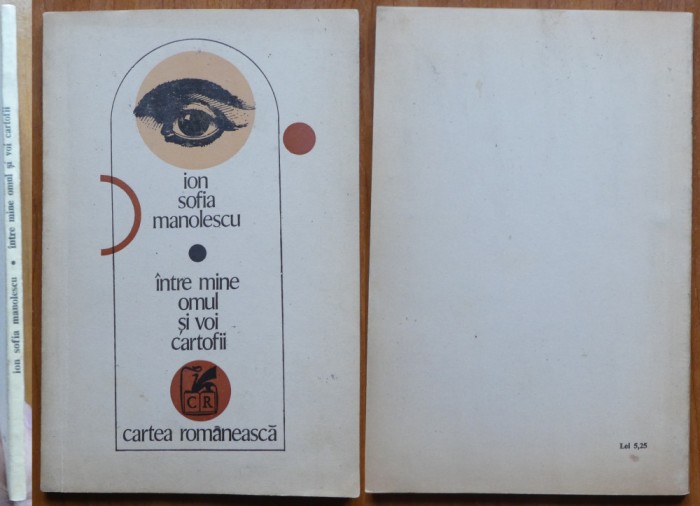 ion sofia manolescu • între mine omul și voi cartofii
ion
sofia
manolescu
între mine
omul
și voi
cartofii
CR
cartea românească
Lei 5,25